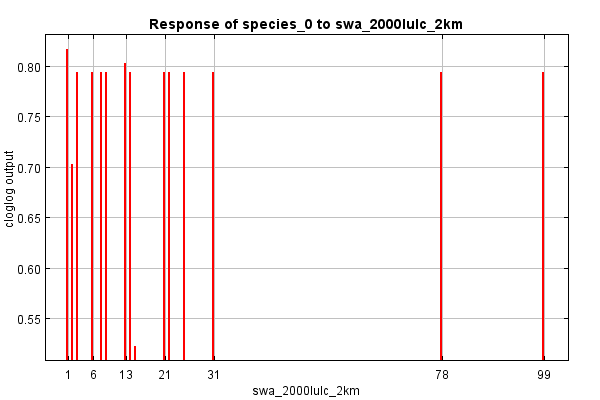 Response of species_0 to swa_2000lulc_2km
0.80
0.75
0.70
0.65
0.60
0.55
cloglog output
1 6 13 21 31 78 99
swa_2000lulc_2km